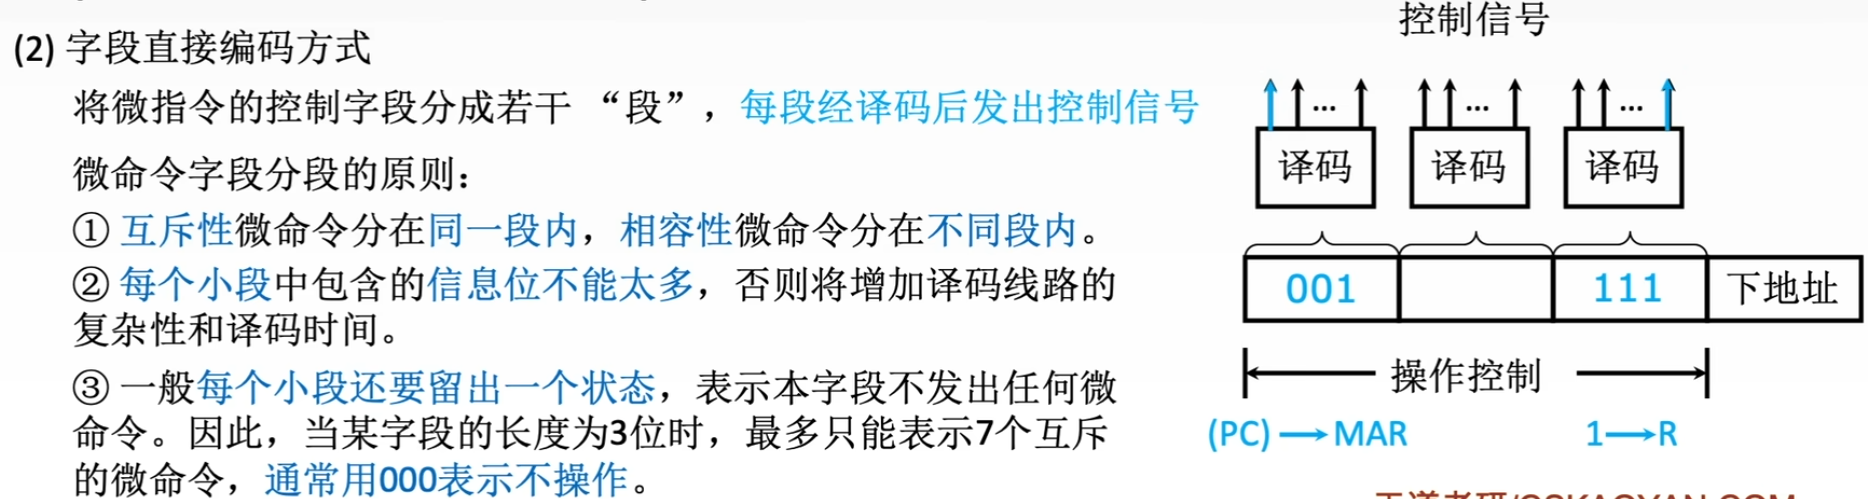 (2) 字段直接编码方式
将微指令的控制字段分成若干 “段”，每段经译码后发出控制信号
微命令字段分段的原则：
① 互斥性微命令分在同一段内，相容性微命令分在不同段内。
② 每个小段中包含的信息位不能太多，否则将增加译码线路的
复杂性和译码时间。
③ 一般每个小段还要留出一个状态，表示本字段不发出任何微
命令。因此，当某字段的长度为3位时，最多只能表示7个互斥
的微命令，通常用000表示不操作。
控制信号
... ... ...
译码 译码 译码
001 111 下地址
操作控制
(PC)→MAR 1→R